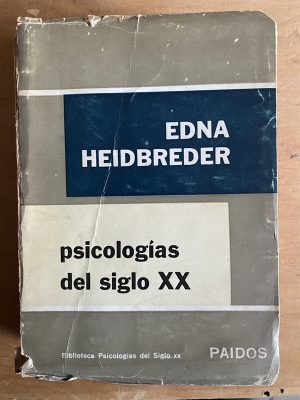 EDNA
HEIDBREDER
psicologías
del siglo XX
Biblioteca Psicologías del Siglo XX
PAIDOS